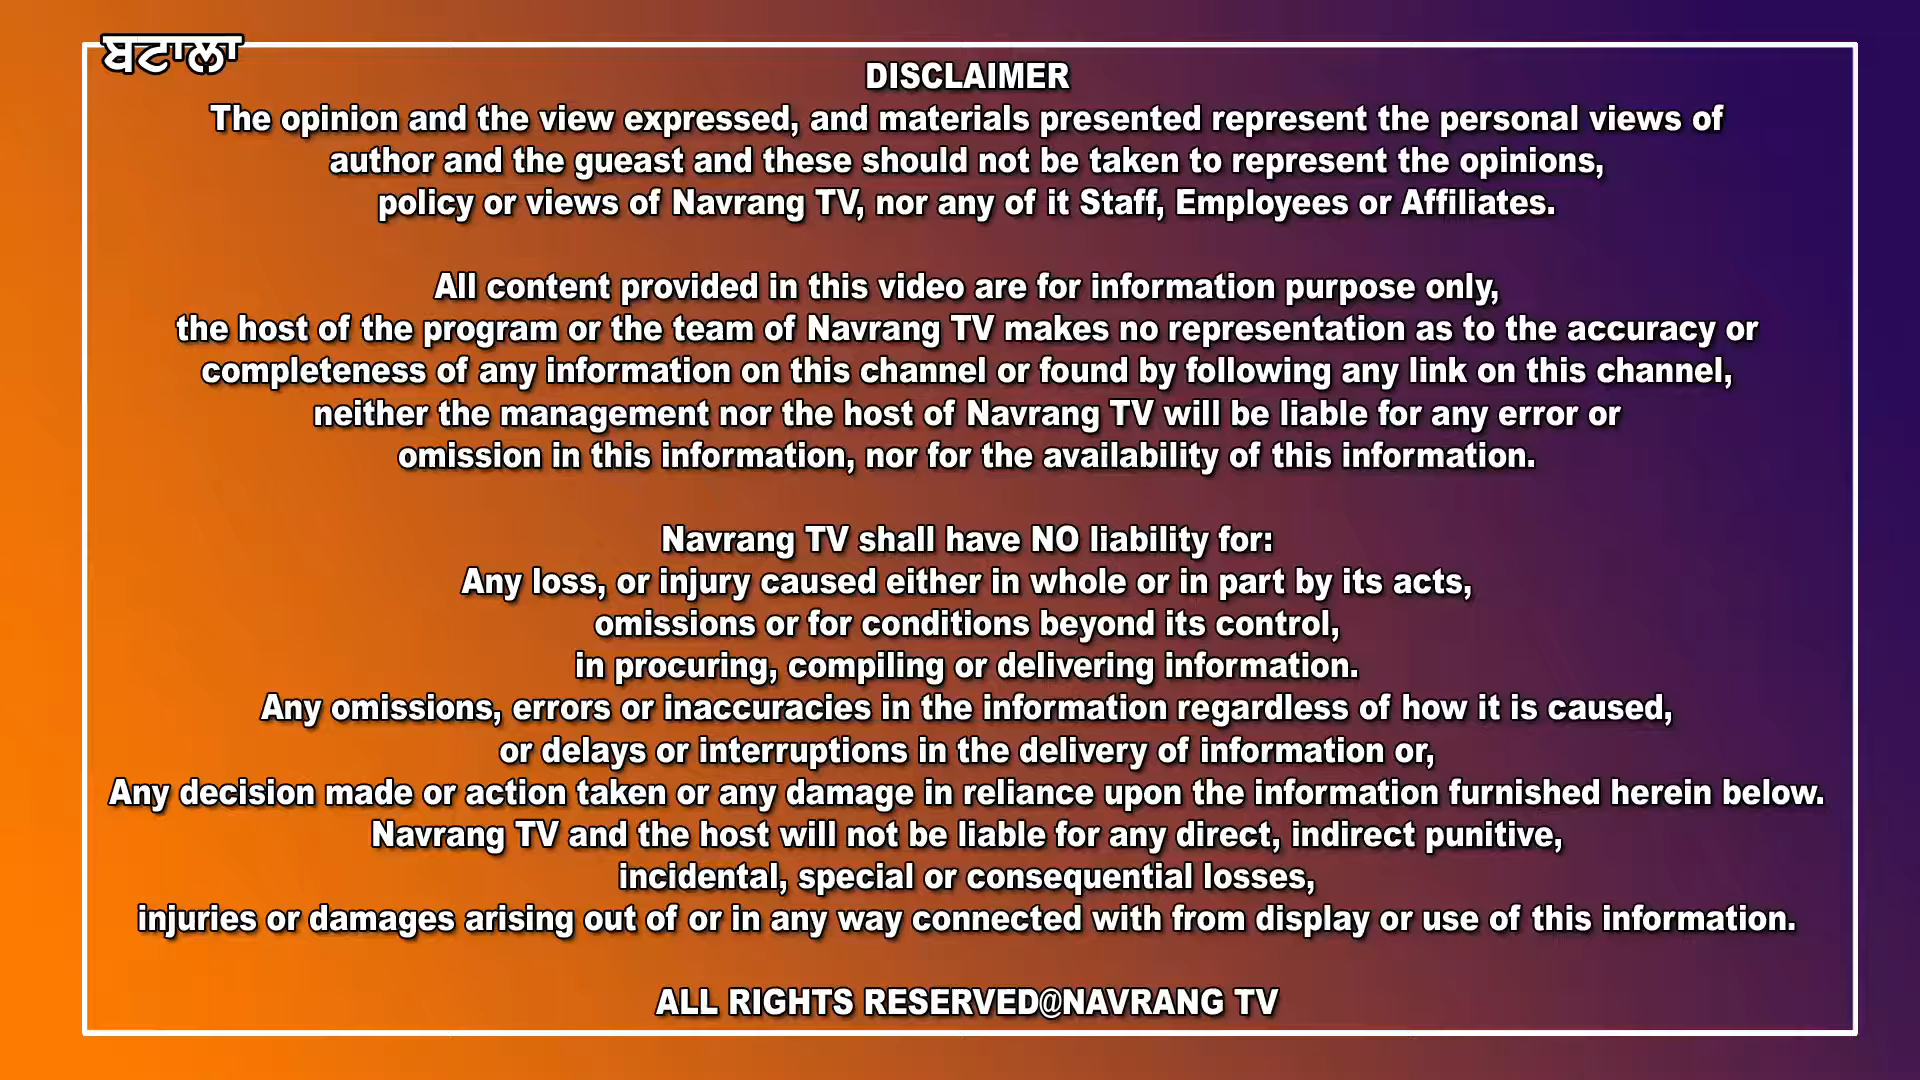 ਬਟਾਲਾ
DISCLAIMER
The opinion and the view expressed, and materials presented represent the personal views of
author and the gueast and these should not be taken to represent the opinions,
policy or views of Navrang TV, nor any of it Staff, Employees or Affiliates.
All content provided in this video are for information purpose only,
the host of the program or the team of Navrang TV makes no representation as to the accuracy or
completeness of any information on this channel or found by following any link on this channel,
neither the management nor the host of Navrang TV will be liable for any error or
omission in this information, nor for the availability of this information.
Navrang TV shall have NO liability for:
Any loss, or injury caused either in whole or in part by its acts,
omissions or for conditions beyond its control,
in procuring, compiling or delivering information.
Any omissions, errors or inaccuracies in the information regardless of how it is caused,
or delays or interruptions in the delivery of information or,
Any decision made or action taken or any damage in reliance upon the information furnished herein below.
Navrang TV and the host will not be liable for any direct, indirect punitive,
incidental, special or consequential losses,
injuries or damages arising out of or in any way connected with from display or use of this information.
ALL RIGHTS RESERVED@NAVRANG TV